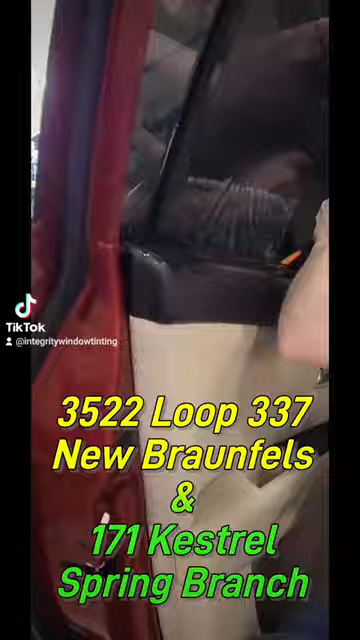 TikTok
@integritywindowtinting
3522 Loop 337
New Braunfels
&
171 Kestrel
Spring Branch